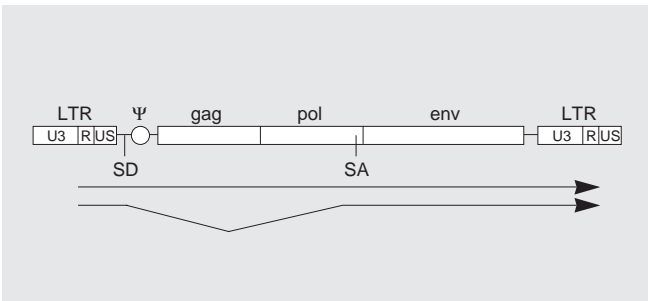 LTR Ψ gag pol env LTR
U3 R US U3 R US
SD SA